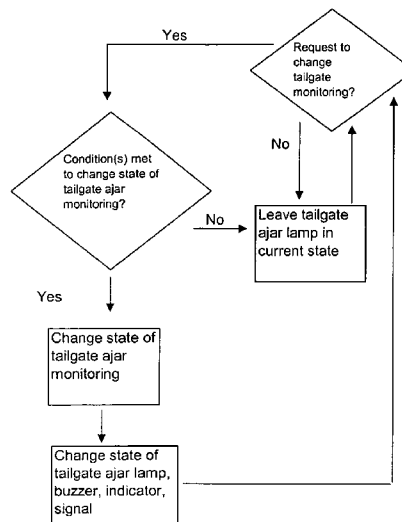 Yes
Request to
change
tailgate
monitoring?
Condition(s) met
to change state of
tailgate ajar
monitoring?
No
No
Leave tailgate
ajar lamp in
current state
Yes
Change state of
tailgate ajar
monitoring
Change state of
tailgate ajar lamp,
buzzer, indicator,
signal